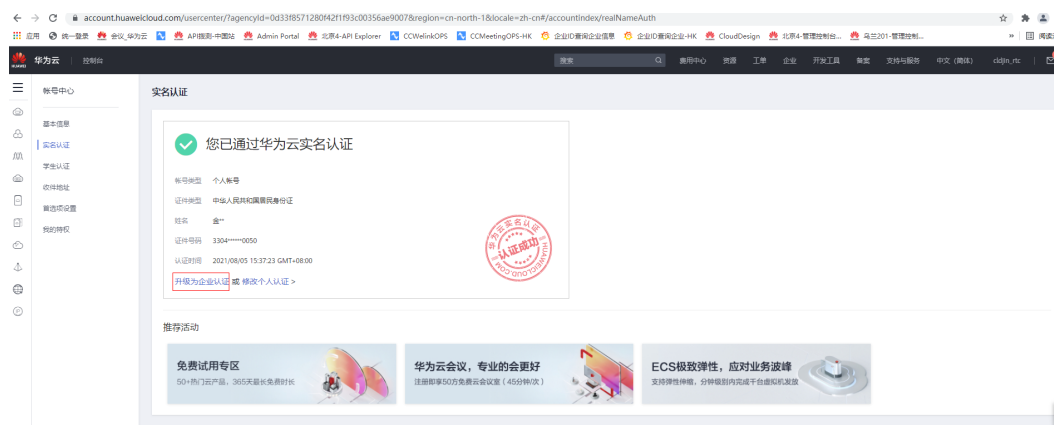 account.huaweicloud.com/usercenter/?agencyId=0d33f8571280f42f1f93c00356ae9007&region=cn-north-1&locale=zh-cn#/accountIndex/realNameAuth
应用 统一登录 会议_华为云 API探测-中国站 Admin Portal 北京4-API Explorer CCWelinkOPS CCMeetingOPS-HK 企业ID查询企业信息 企业ID查询企业-HK CloudDesign 北京4-管理控制台... 乌兰201-管理控制... » 阅读
HUAWEI 华为云 控制台 搜索 费用中心 资源 工单 企业 开发工具 备案 支持与服务 中文 (简体) cldjin_rtc
帐号中心
基本信息
实名认证
学生认证
收件地址
首选项设置
我的特权
实名认证
您已通过华为云实名认证
帐号类型 个人帐号
证件类型 中华人民共和国居民身份证
姓名 金**
证件号码 3304******0050
认证时间 2021/08/05 15:37:23 GMT+08:00
升级为企业认证 或 修改个人认证 >
华为云实名认证
认证成功
HUAWEICLOUD.COM
推荐活动
免费试用专区
50+热门云产品，365天最长免费时长
华为云会议，专业的会更好
注册即享50方免费云会议室（45分钟/次）
ECS极致弹性，应对业务波峰
支持弹性伸缩，分钟级别内完成千台虚拟机发放